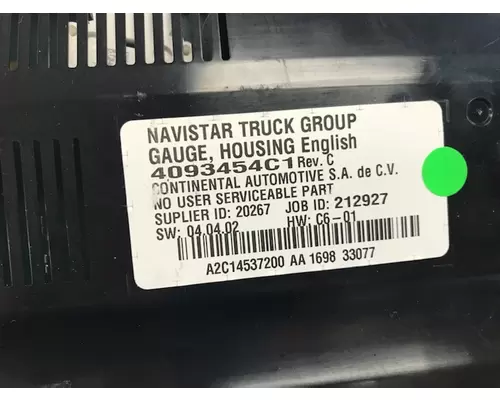 NAVISTAR TRUCK GROUP
GAUGE, HOUSING English
4093454C1 Rev. C
CONTINENTAL AUTOMOTIVE S.A. de C.V.
NO USER SERVICEABLE PART
SUPLIER ID: 20267 JOB ID: 212927
SW: 04.04.02 HW: C6-01
A2C14537200 AA 1698 33077